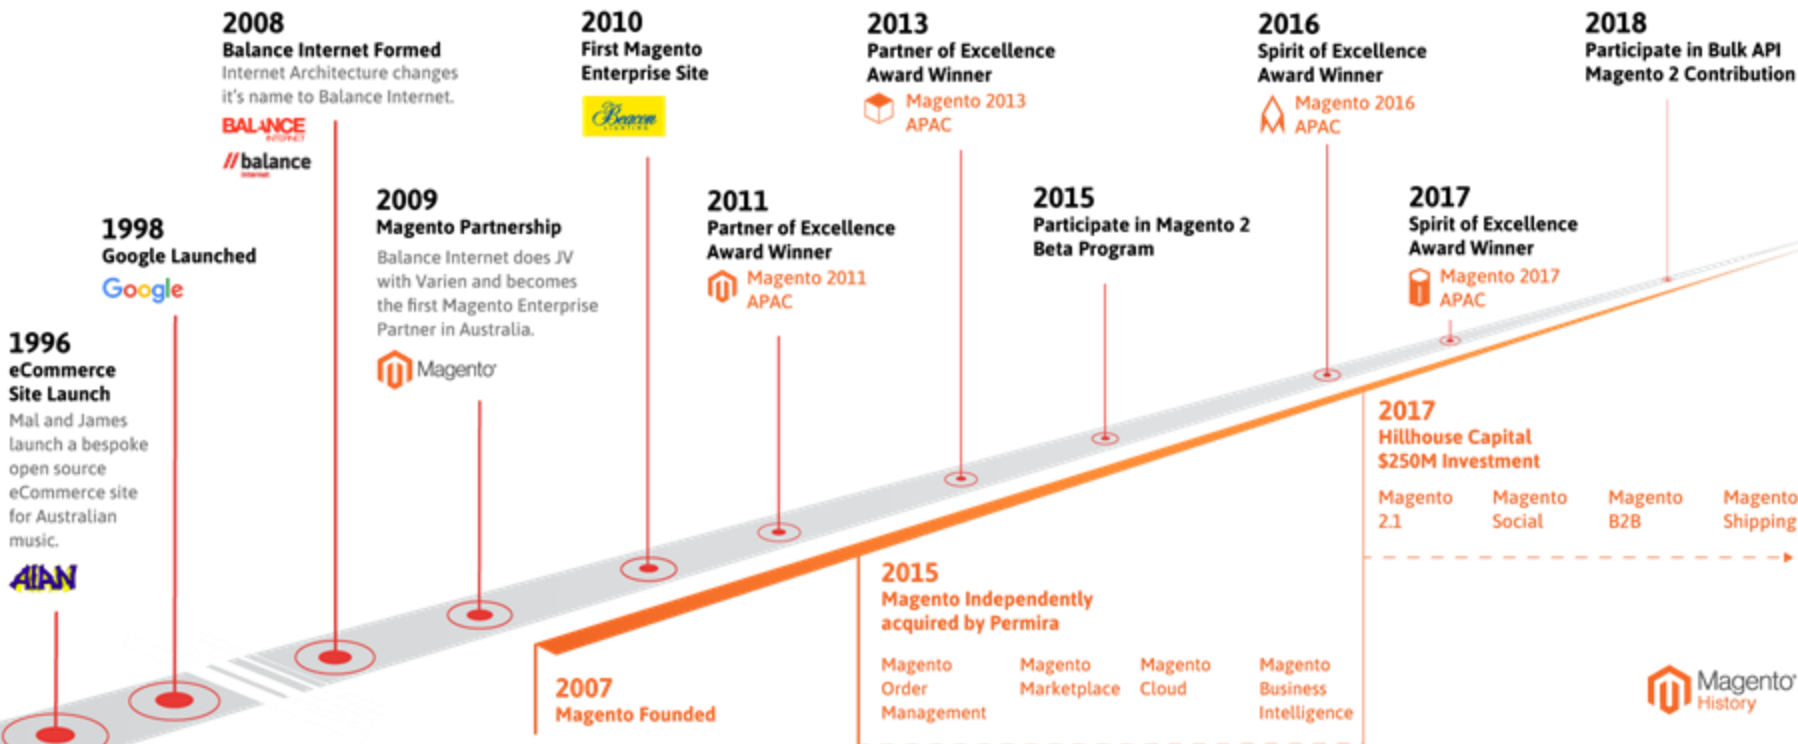 1996
eCommerce
Site Launch
Mal and James
launch a bespoke
open source
eCommerce site
for Australian
music.
1998
Google Launched
Google
2008
Balance Internet Formed
Internet Architecture changes
it's name to Balance Internet.
BALANCE
INTERNET
//balance
internet
2009
Magento Partnership
Balance Internet does JV
with Varien and becomes
the first Magento Enterprise
Partner in Australia.
Magento
2010
First Magento
Enterprise Site
Beacon
LIGHTING
2011
Partner of Excellence
Award Winner
Magento 2011
APAC
2013
Partner of Excellence
Award Winner
Magento 2013
APAC
2015
Participate in Magento 2
Beta Program
2016
Spirit of Excellence
Award Winner
Magento 2016
APAC
2017
Spirit of Excellence
Award Winner
Magento 2017
APAC
2018
Participate in Bulk API
Magento 2 Contribution
2007
Magento Founded
2015
Magento Independently
acquired by Permira
Magento
Order
Management
Magento
Marketplace
Magento
Cloud
Magento
Business
Intelligence
2017
Hillhouse Capital
$250M Investment
Magento
2.1
Magento
Social
Magento
B2B
Magento
Shipping
Magento
History